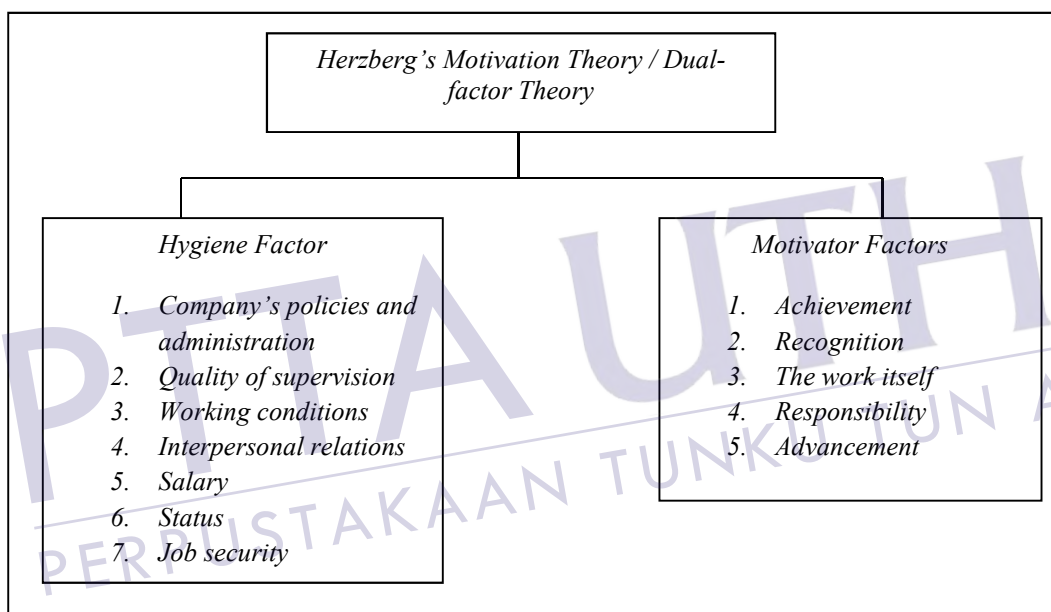 Herzberg's Motivation Theory / Dual-
factor Theory
Hygiene Factor
1. Company's policies and
administration
2. Quality of supervision
3. Working conditions
4. Interpersonal relations
5. Salary
6. Status
7. Job security
Motivator Factors
1. Achievement
2. Recognition
3. The work itself
4. Responsibility
5. Advancement
PTTA UTH
PERPUSTAKAAN TUNKU TUN A